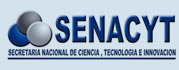 SENACYT
SECRETARIA NACIONAL DE CIENCIA , TECNOLOGIA E INNOVACION